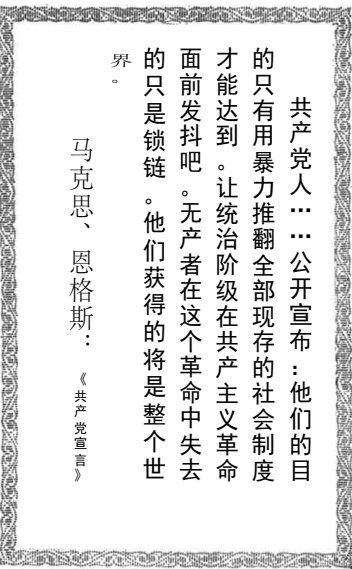 共产党人……公开宣布：他们的目
的只有用暴力推翻全部现存的社会制度
才能达到。让统治阶级在共产主义革命
面前发抖吧。无产者在这个革命中失去
的只是锁链。他们获得的将是整个世
界。
马克思、恩格斯：《共产党宣言》